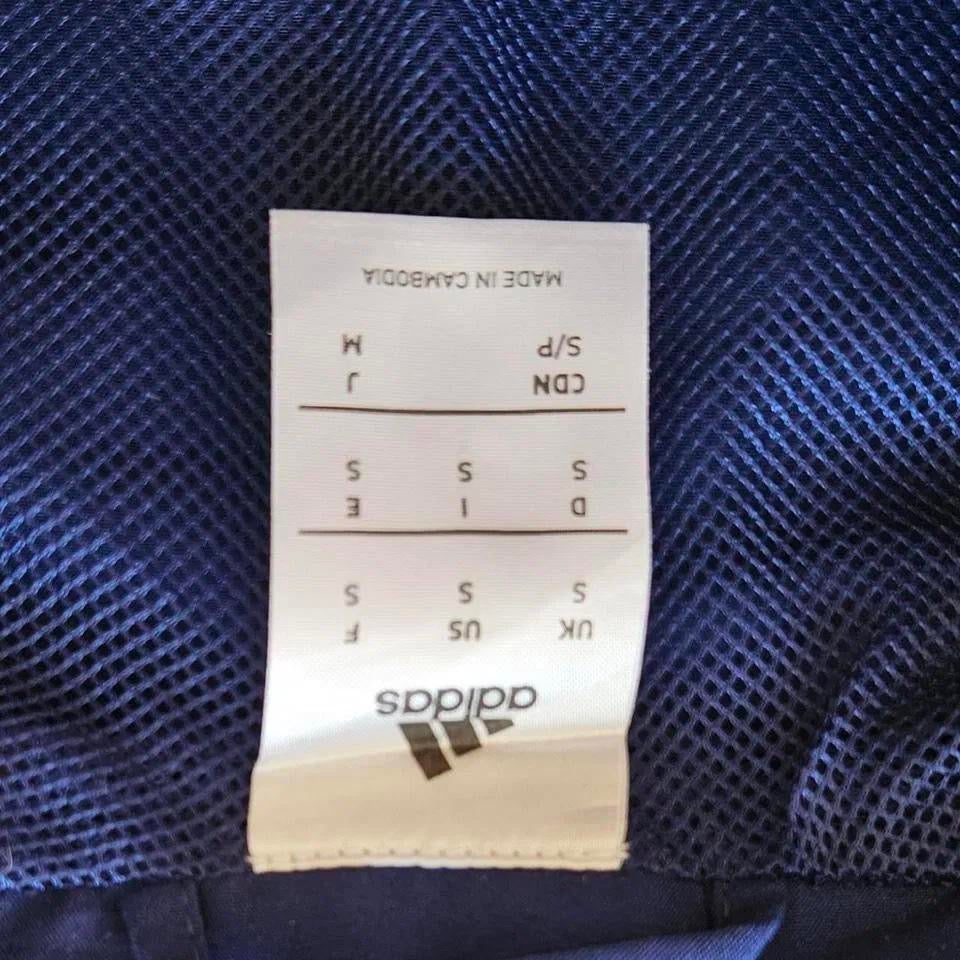 adidas
UK US F
S S S
D I E
S S S
CDN J
S/P M
MADE IN CAMBODIA